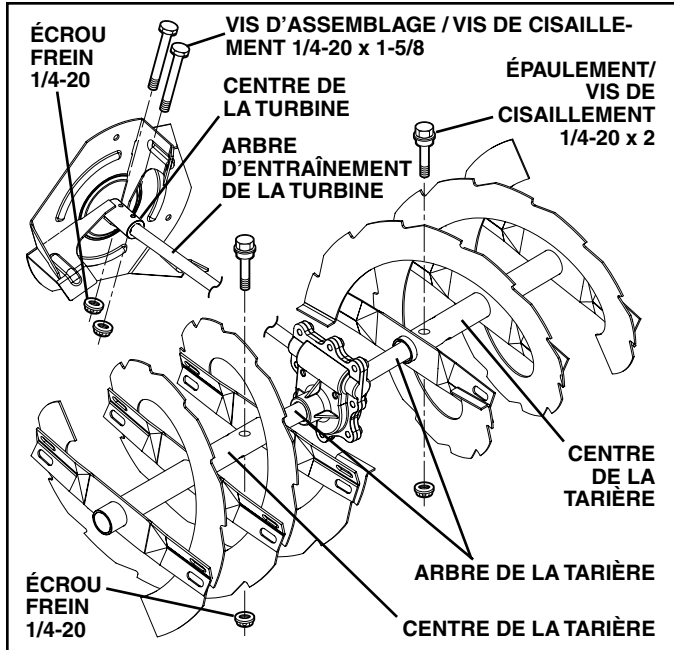 ÉCROU
FREIN
1/4-20
VIS D'ASSEMBLAGE / VIS DE CISAILLE-
MENT 1/4-20 x 1-5/8
CENTRE DE
LA TURBINE
ARBRE
D'ENTRAÎNEMENT
DE LA TURBINE
ÉPAULEMENT/
VIS DE
CISAILLEMENT
1/4-20 x 2
CENTRE
DE LA
TARIÈRE
ARBRE DE LA TARIÈRE
CENTRE DE LA TARIÈRE
ÉCROU
FREIN
1/4-20